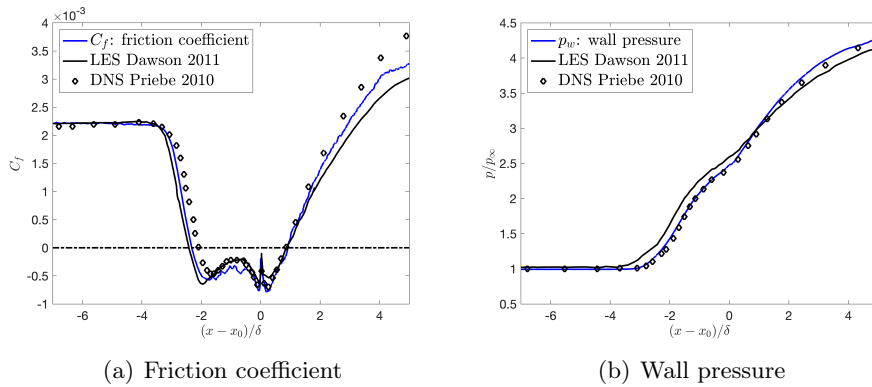 ×10⁻³
4
3.5
3
2.5
2
1.5
1
0.5
0
-0.5
-1
C_f
C_f: friction coefficient
LES Dawson 2011
DNS Priebe 2010
-6 -4 -2 0 2 4
(x − x₀)/δ
(a) Friction coefficient
4.5
4
3.5
3
2.5
2
1.5
1
0.5
p/p∞
p_w: wall pressure
LES Dawson 2011
DNS Priebe 2010
-6 -4 -2 0 2 4
(x − x₀)/δ
(b) Wall pressure